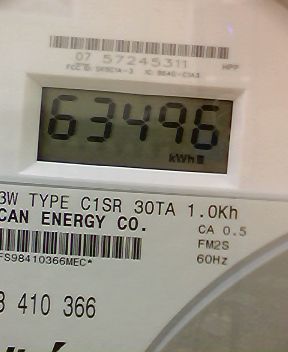 07 57245311
HPP
63496
kWh
3W TYPE C1SR 30TA 1.0Kh
CAN ENERGY CO.
CA 0.5
FM2S
60Hz
FS98410366MEC*
410 366